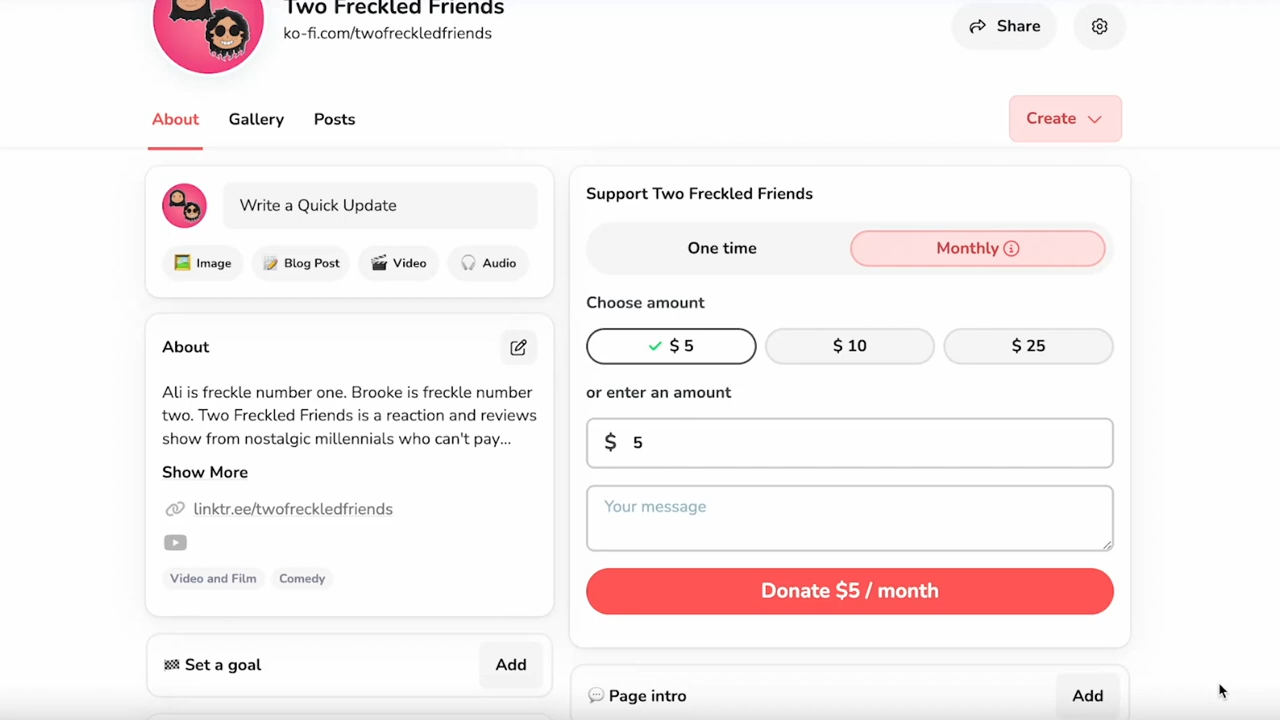 Two Freckled Friends
ko-fi.com/twofreckledfriends
Share
About
Gallery
Posts
Create
Write a Quick Update
Image
Blog Post
Video
Audio
About
Ali is freckle number one. Brooke is freckle number
two. Two Freckled Friends is a reaction and reviews
show from nostalgic millennials who can't pay...
Show More
linktr.ee/twofreckledfriends
Video and Film
Comedy
Set a goal
Add
Support Two Freckled Friends
One time
Monthly
Choose amount
$ 5
$ 10
$ 25
or enter an amount
$ 5
Your message
Donate $5 / month
Page intro
Add